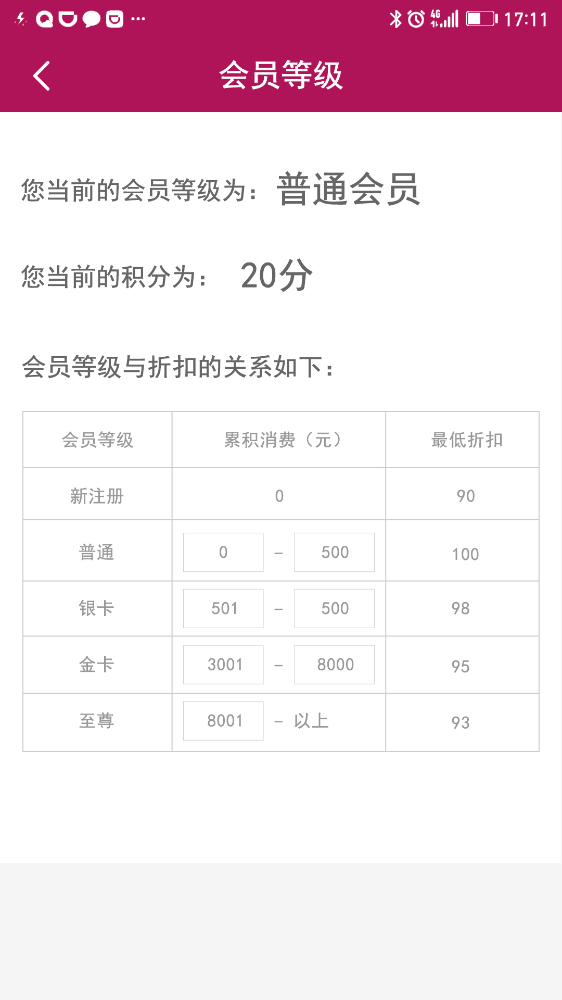 4G 17:11
会员等级
您当前的会员等级为：普通会员
您当前的积分为： 20分
会员等级与折扣的关系如下：
会员等级 累积消费（元） 最低折扣
新注册 0 90
普通 0 - 500 100
银卡 501 - 500 98
金卡 3001 - 8000 95
至尊 8001 - 以上 93